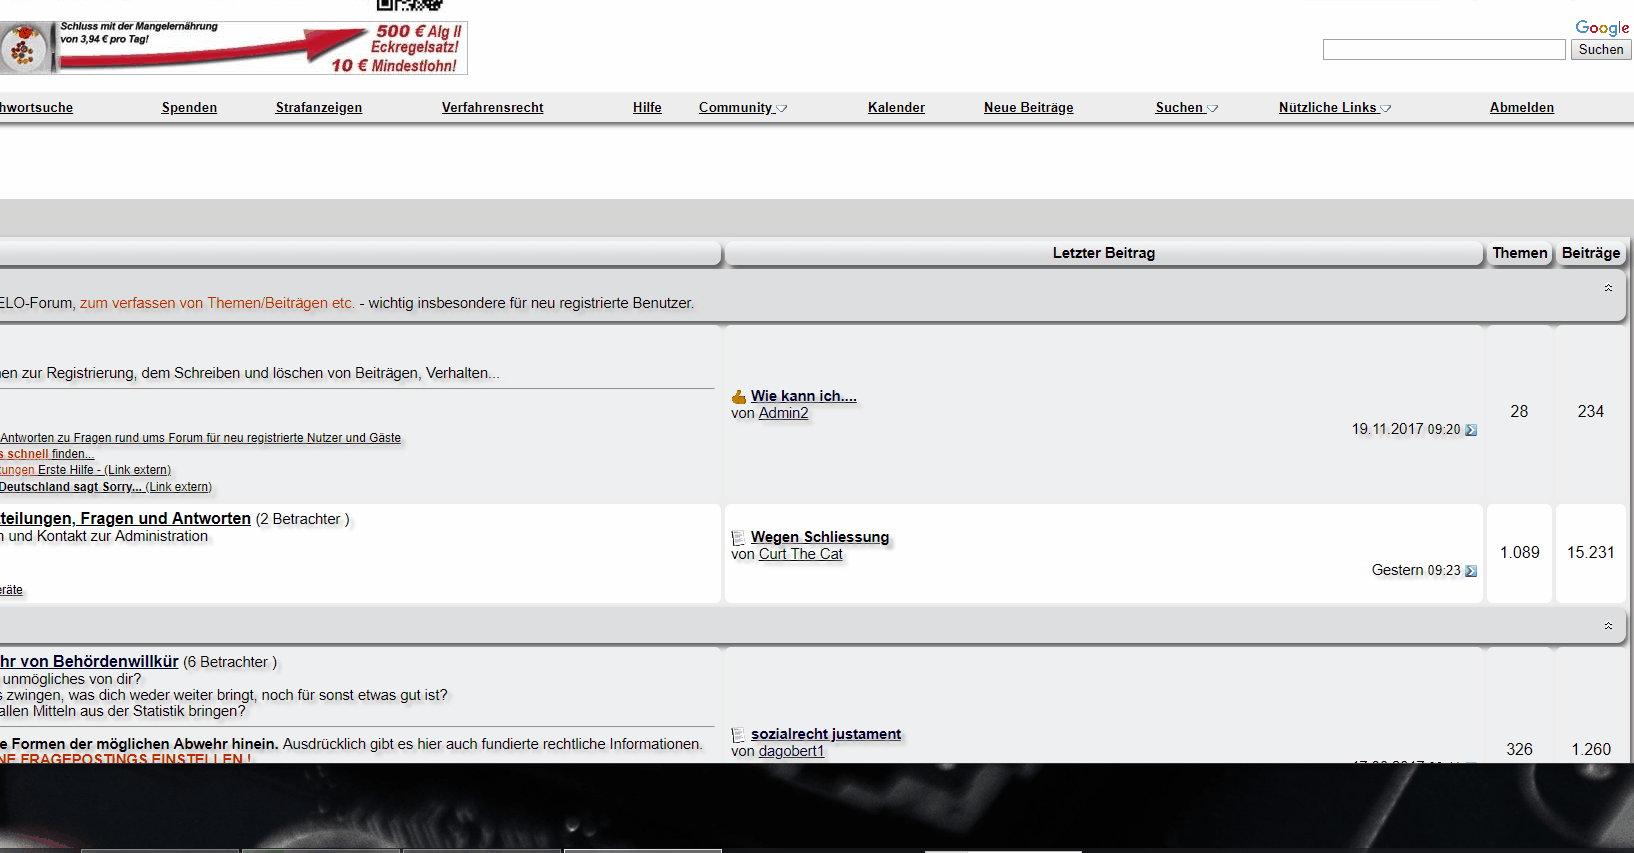 Schluss mit der Mangelernährung
von 3,94 € pro Tag!
500 € Alg II
Eckregelsatz!
10 € Mindestlohn!
Google
Suchen
hwortsuche Spenden Strafanzeigen Verfahrensrecht Hilfe Community Kalender Neue Beiträge Suchen Nützliche Links Abmelden
Letzter Beitrag Themen Beiträge
ELO-Forum, zum verfassen von Themen/Beiträgen etc. - wichtig insbesondere für neu registrierte Benutzer.
en zur Registrierung, dem Schreiben und löschen von Beiträgen, Verhalten...
Antworten zu Fragen rund ums Forum für neu registrierte Nutzer und Gäste
s schnell finden...
tungen Erste Hilfe - (Link extern)
Deutschland sagt Sorry... (Link extern)
Wie kann ich....
von Admin2
19.11.2017 09:20
28 234
teilungen, Fragen und Antworten (2 Betrachter )
n und Kontakt zur Administration
eräte
Wegen Schliessung
von Curt The Cat
Gestern 09:23
1.089 15.231
hr von Behördenwillkür (6 Betrachter )
unmögliches von dir?
s zwingen, was dich weder weiter bringt, noch für sonst etwas gut ist?
allen Mitteln aus der Statistik bringen?
e Formen der möglichen Abwehr hinein. Ausdrücklich gibt es hier auch fundierte rechtliche Informationen.
NE FRAGEPOSTINGS EINSTELLEN !
sozialrecht justament
von dagobert1
326 1.260